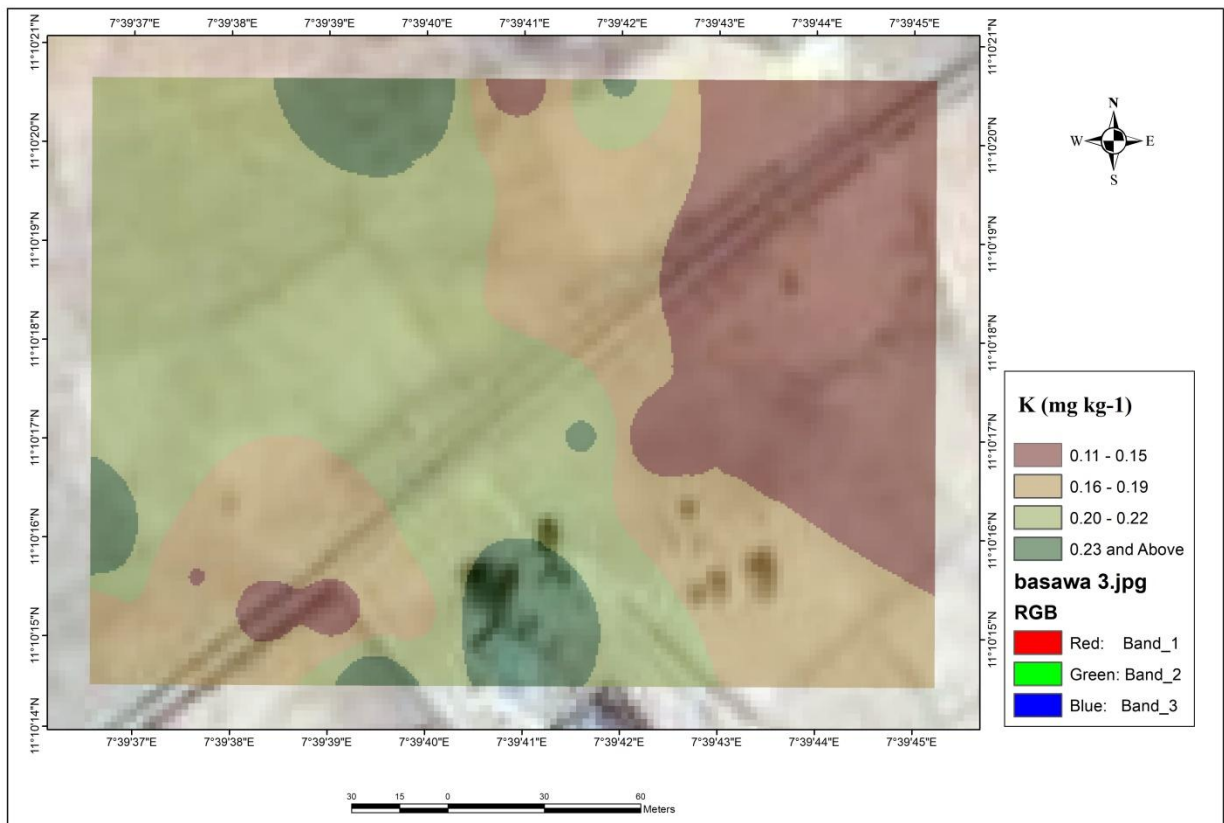 7°39'37"E 7°39'38"E 7°39'39"E 7°39'40"E 7°39'41"E 7°39'42"E 7°39'43"E 7°39'44"E 7°39'45"E
11°10'21"N
11°10'20"N
11°10'19"N
11°10'18"N
11°10'17"N
11°10'16"N
11°10'15"N
11°10'14"N
11°10'21"N
11°10'20"N
11°10'19"N
11°10'18"N
11°10'17"N
11°10'16"N
11°10'15"N
7°39'37"E 7°39'38"E 7°39'39"E 7°39'40"E 7°39'41"E 7°39'42"E 7°39'43"E 7°39'44"E 7°39'45"E
N
W E
S
K (mg kg-1)
0.11 - 0.15
0.16 - 0.19
0.20 - 0.22
0.23 and Above
basawa 3.jpg
RGB
Red: Band_1
Green: Band_2
Blue: Band_3
30 15 0 30 60
Meters